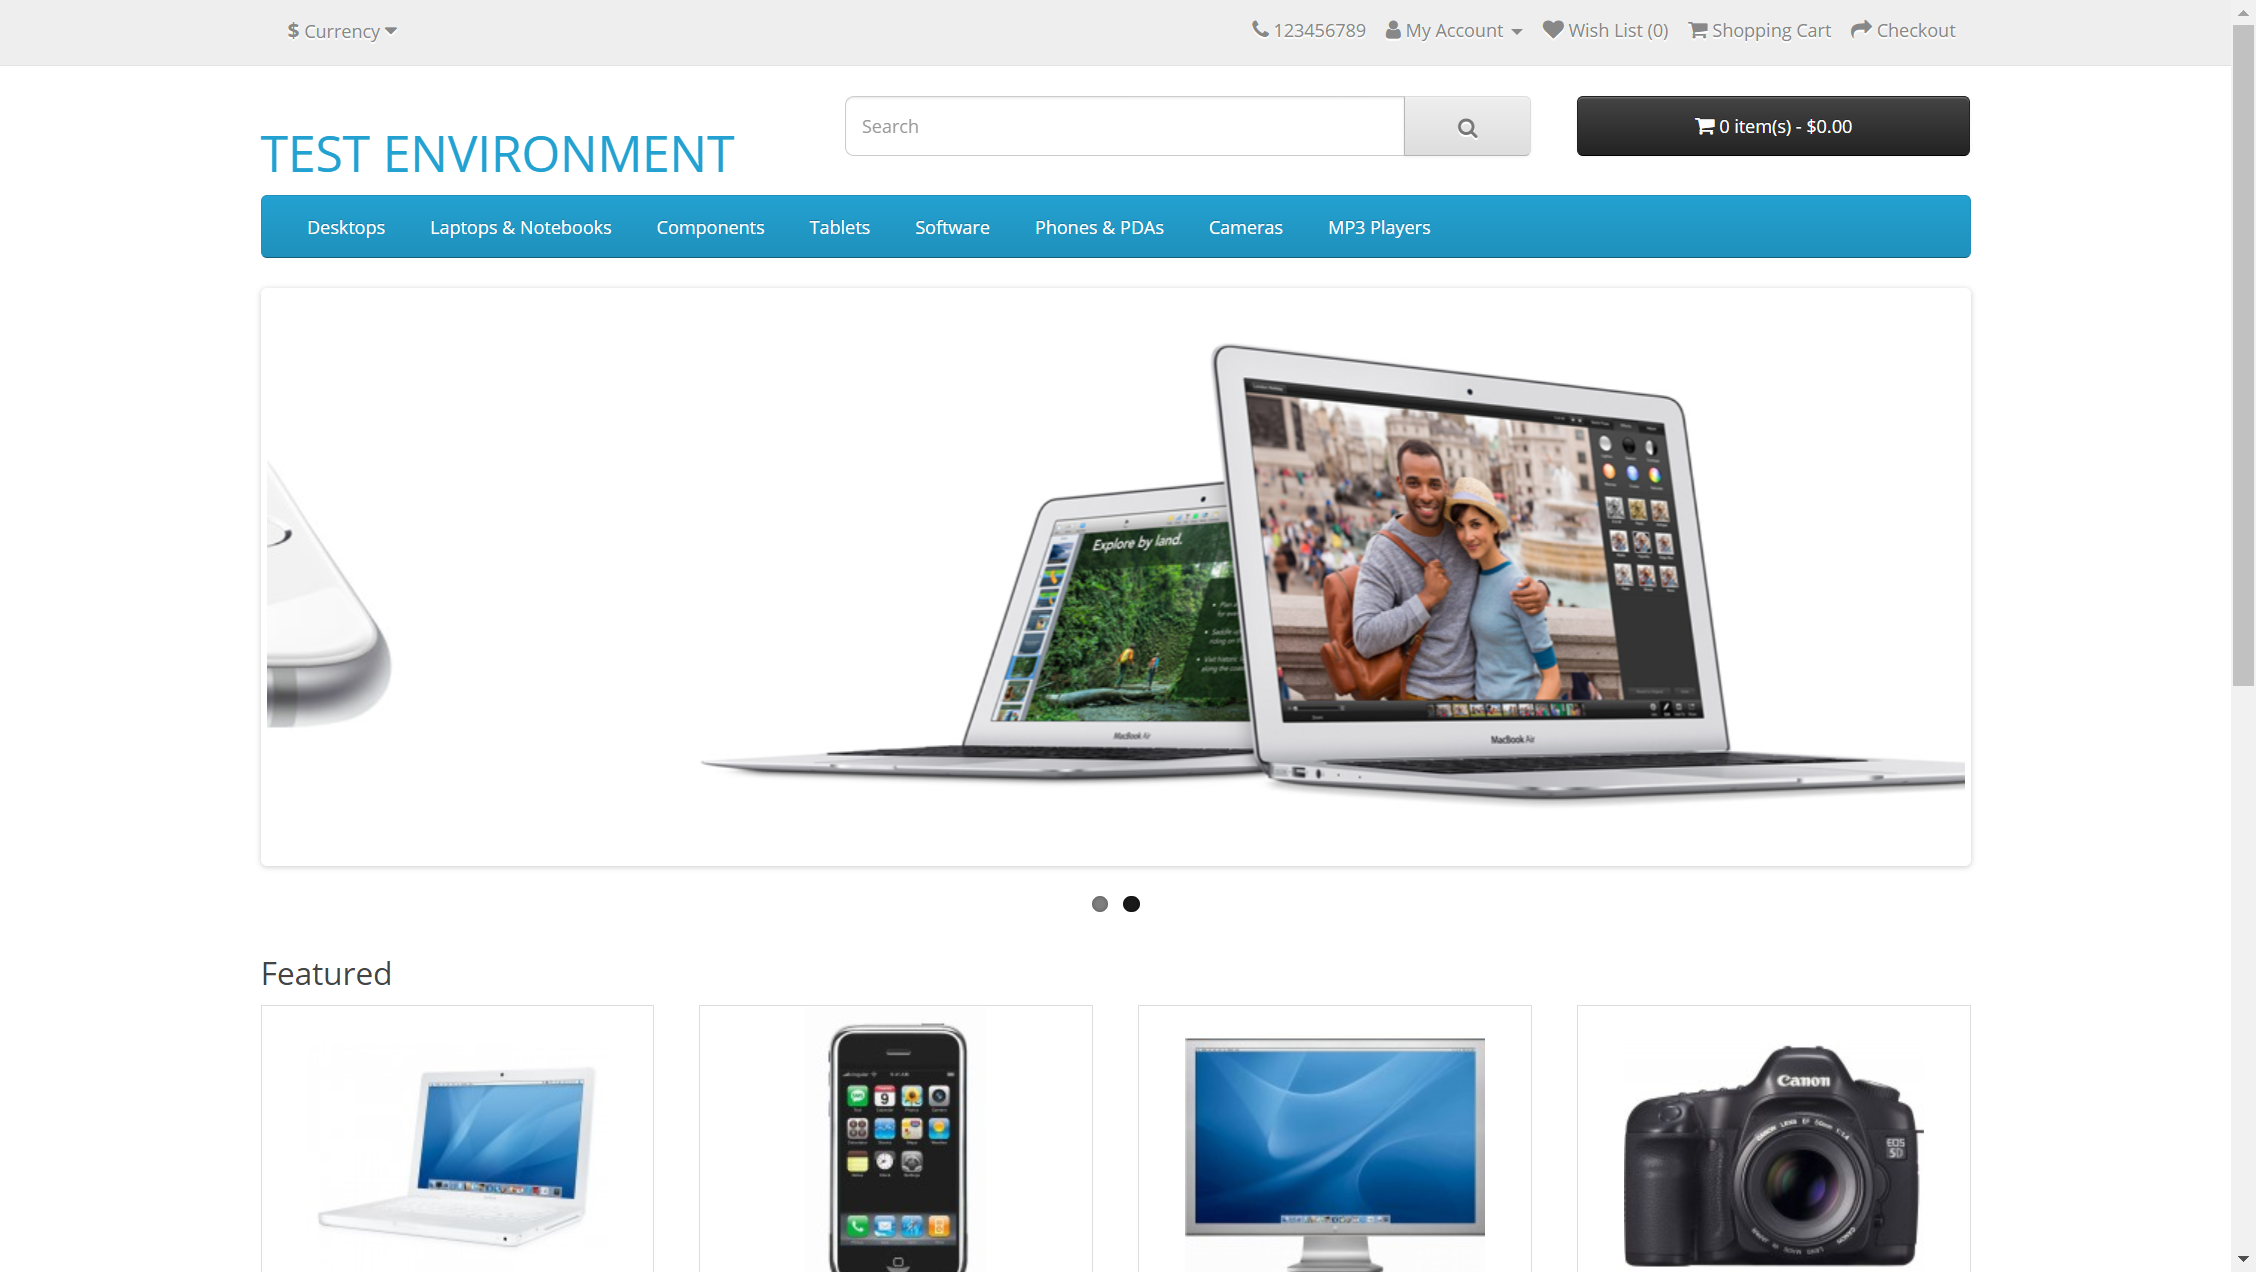 $ Currency
123456789 My Account Wish List (0) Shopping Cart Checkout
TEST ENVIRONMENT
Search
0 item(s) - $0.00
Desktops Laptops & Notebooks Components Tablets Software Phones & PDAs Cameras MP3 Players
Explore by land.
MacBook Air
MacBook Air
Featured
9
Canon
EOS
5D